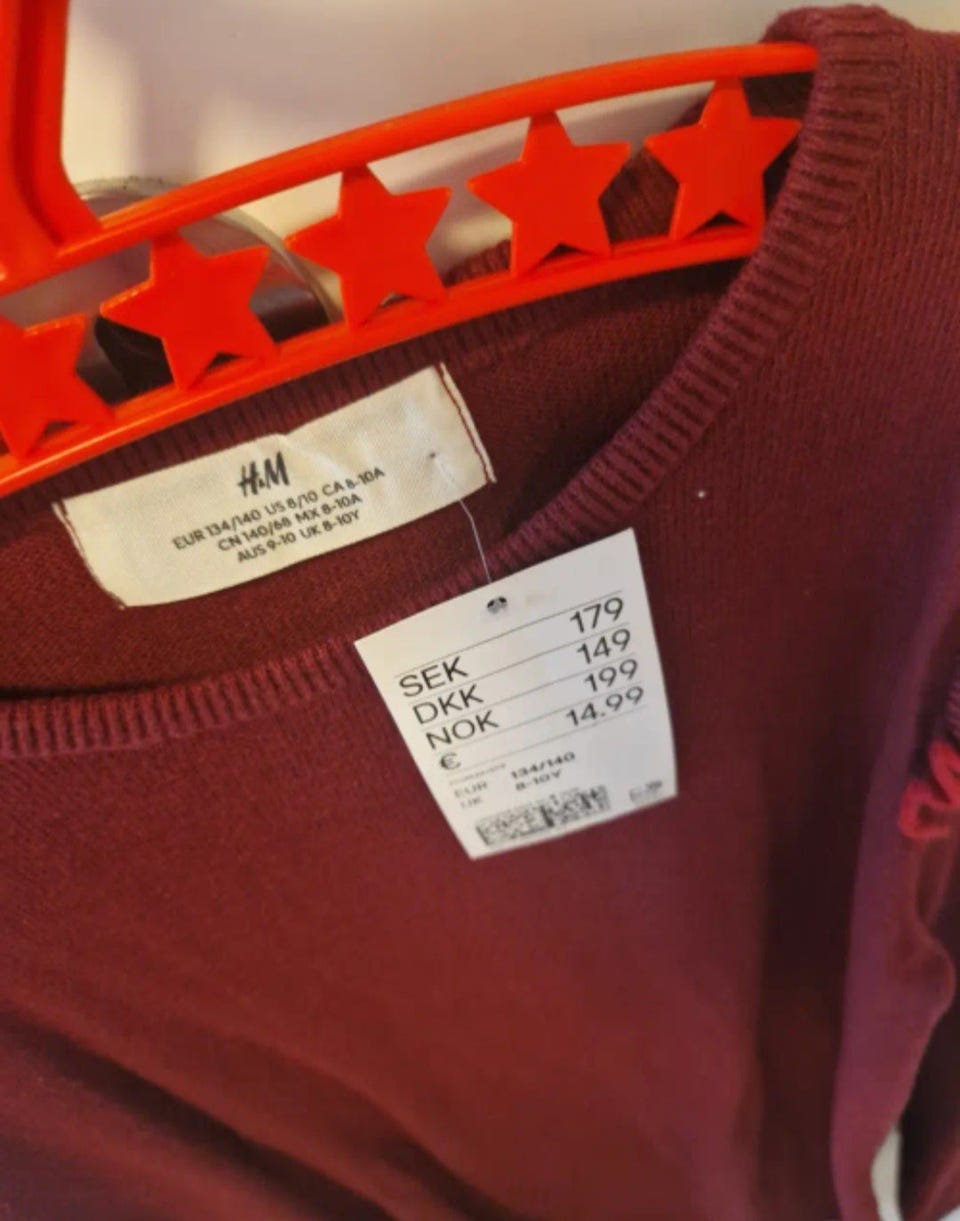 H&M
EUR 134/140 US 8/10 CA 8-10A
CN 140/68 MX 8-10A
AUS 9-10 UK 8-10Y
SEK 179
DKK 149
NOK 199
€ 14.99
EUR 134/140
UK 8-10Y